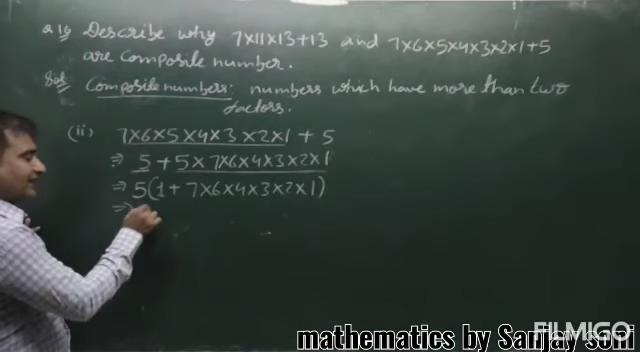 Q.16 Describe why 7×11×13+13 and 7×6×5×4×3×2×1+5
are composite number.
Sol Composite numbers: numbers which have more than two
factors.
(ii) 7×6×5×4×3×2×1 + 5
⇒ 5 + 5×7×6×4×3×2×1
⇒ 5(1 + 7×6×4×3×2×1)
⇒
mathematics by Sanjay soni
FILMIGO